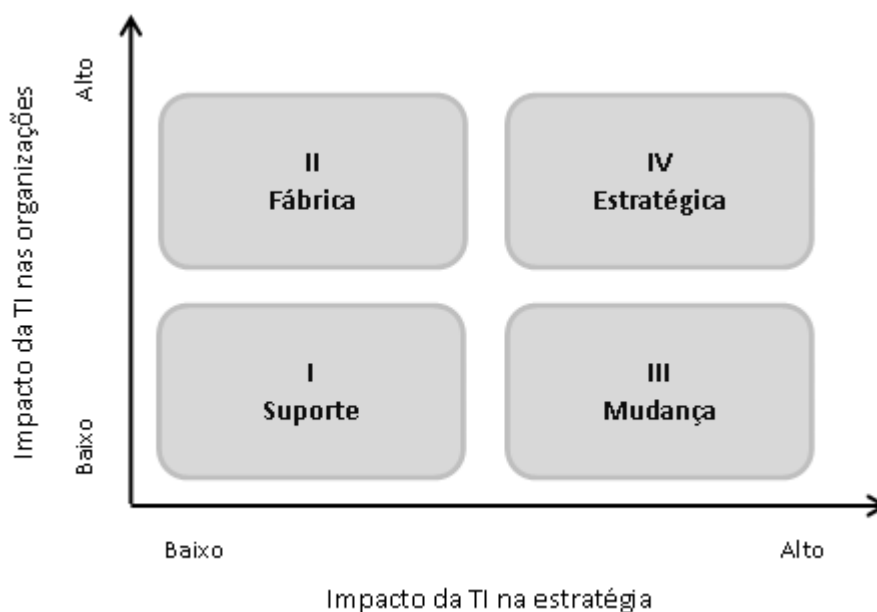 Impacto da TI nas organizações
Alto
Baixo
II
Fábrica
IV
Estratégica
I
Suporte
III
Mudança
Baixo
Alto
Impacto da TI na estratégia